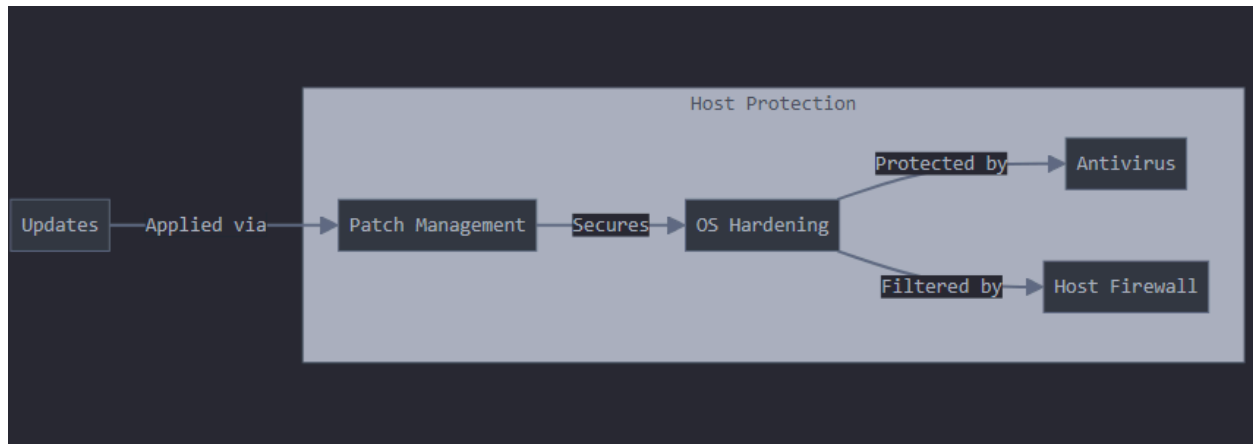 Host Protection
Protected by
Antivirus
Updates
Applied via
Patch Management
Secures
OS Hardening
Filtered by
Host Firewall